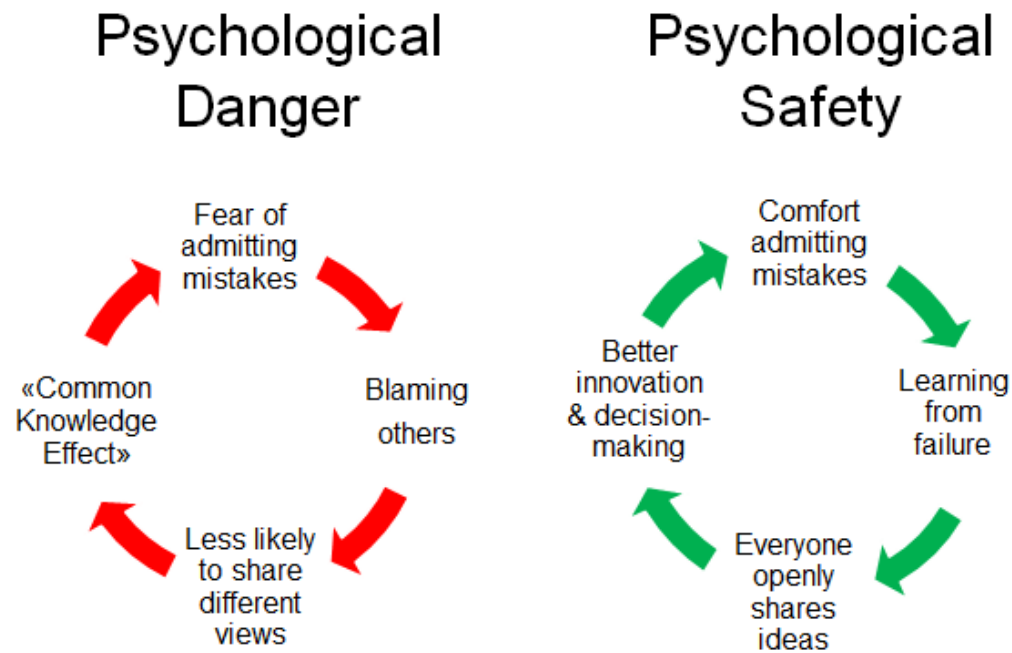 Psychological
Danger
Fear of
admitting
mistakes
Blaming
others
Less likely
to share
different
views
«Common
Knowledge
Effect»
Psychological
Safety
Comfort
admitting
mistakes
Learning
from
failure
Everyone
openly
shares
ideas
Better
innovation
& decision-
making